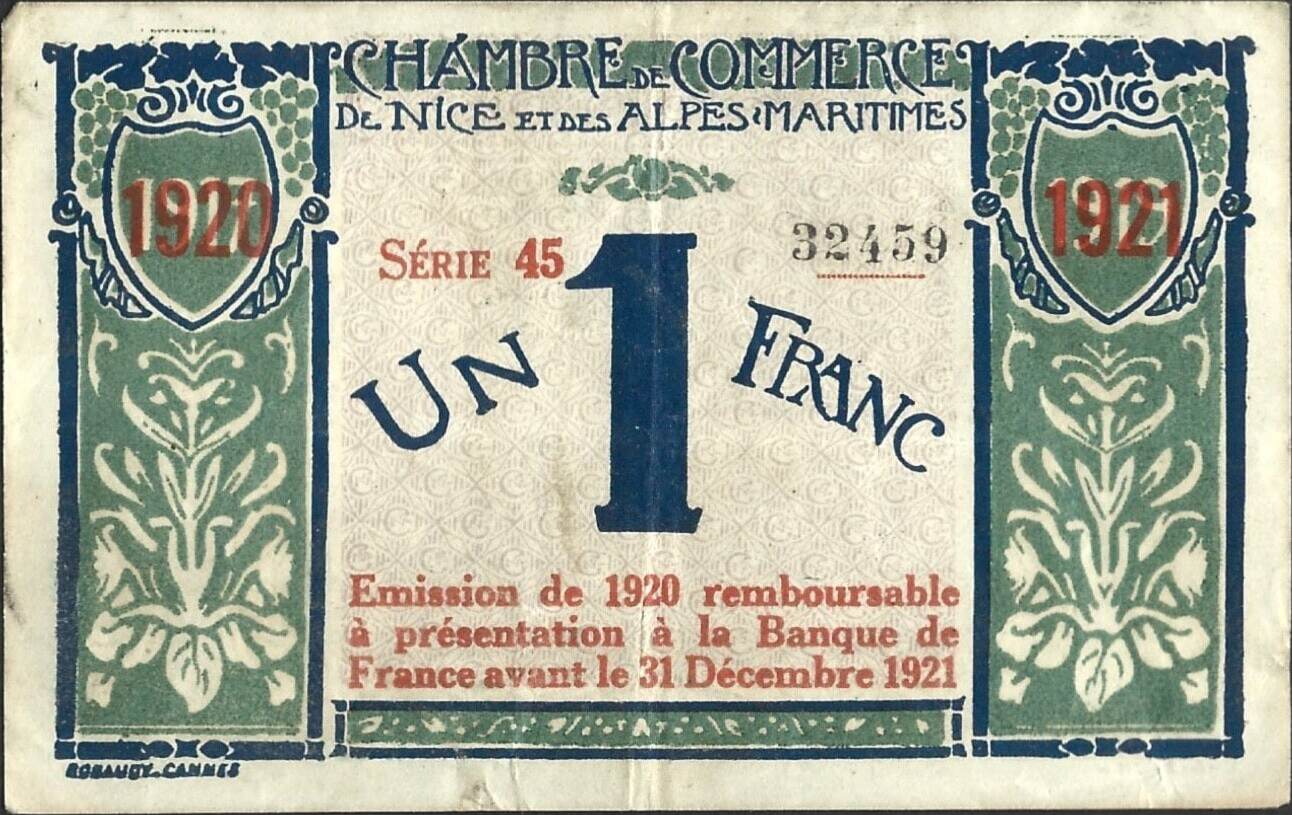 CHAMBRE DE COMMERCE
DE NICE ET DES ALPES-MARITIMES
1920
1921
SÉRIE 45
32459
UN 1 FRANC
Emission de 1920 remboursable
à présentation à la Banque de
France avant le 31 Décembre 1921
ROBAUDY_CANNES